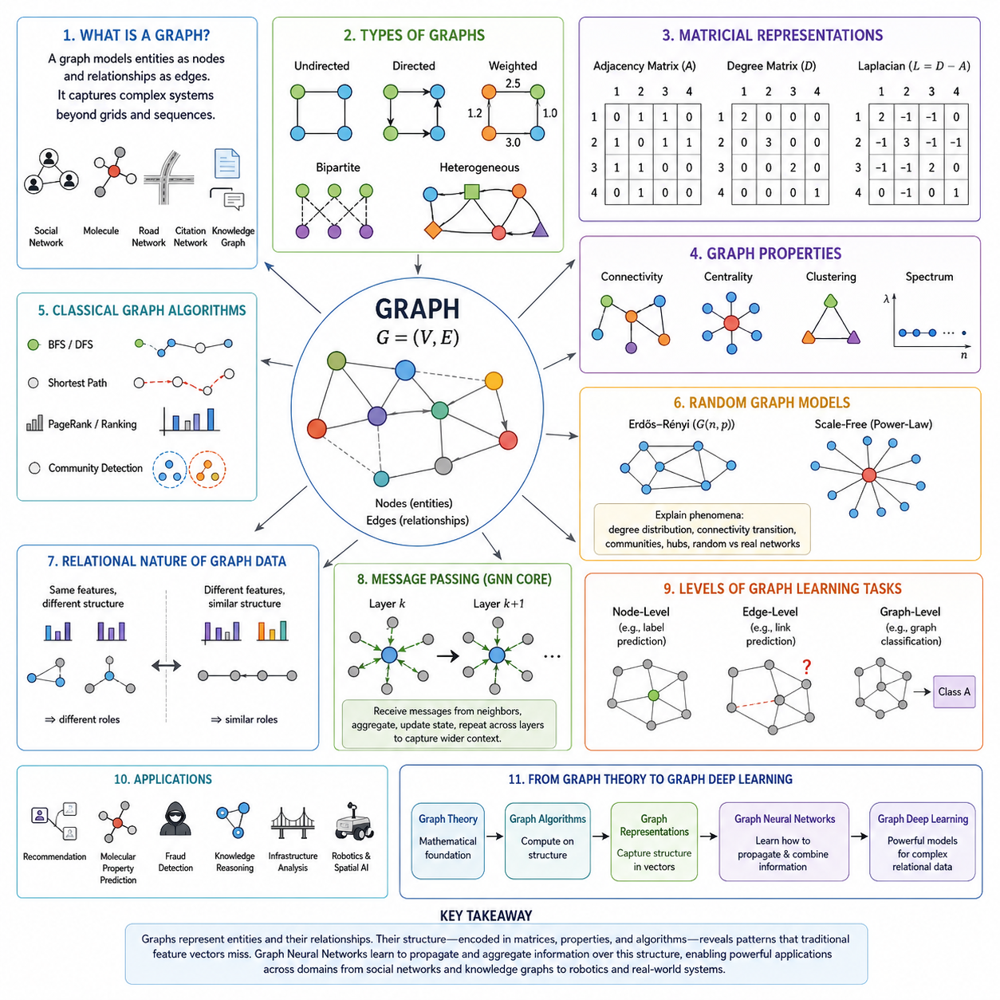 1. WHAT IS A GRAPH?
A graph models entities as nodes
and relationships as edges.
It captures complex systems
beyond grids and sequences.
Social
Network
Molecule
Road
Network
Citation
Network
Knowledge
Graph
2. TYPES OF GRAPHS
Undirected
Directed
Weighted
2.5
1.2
1.0
3.0
Bipartite
Heterogeneous
3. MATRICIAL REPRESENTATIONS
Adjacency Matrix (A)
1 2 3 4
1 0 1 1 0
2 1 0 1 1
3 1 1 0 0
4 0 1 0 0
Degree Matrix (D)
1 2 3 4
1 2 0 0 0
2 0 3 0 0
3 0 0 2 0
4 0 0 0 1
Laplacian (L = D − A)
1 2 3 4
1 2 −1 −1 0
2 −1 3 −1 −1
3 −1 −1 2 0
4 0 −1 0 1
4. GRAPH PROPERTIES
Connectivity
Centrality
Clustering
Spectrum
λ
...
n
GRAPH
G = (V, E)
Nodes (entities)
Edges (relationships)
5. CLASSICAL GRAPH ALGORITHMS
BFS / DFS
Shortest Path
PageRank / Ranking
Community Detection
6. RANDOM GRAPH MODELS
Erdős–Rényi (G(n, p))
Scale-Free (Power-Law)
Explain phenomena:
degree distribution, connectivity transition,
communities, hubs, random vs real networks
7. RELATIONAL NATURE OF GRAPH DATA
Same features,
different structure
⇒ different roles
Different features,
similar structure
⇒ similar roles
8. MESSAGE PASSING (GNN CORE)
Layer k
Layer k+1
...
Receive messages from neighbors,
aggregate, update state, repeat across layers
to capture wider context.
9. LEVELS OF GRAPH LEARNING TASKS
Node-Level
(e.g., label
prediction)
Edge-Level
(e.g., link
prediction)
?
Graph-Level
(e.g., graph
classification)
Class A
10. APPLICATIONS
Recommendation
Molecular
Property
Prediction
Fraud
Detection
Knowledge
Reasoning
Infrastructure
Analysis
Robotics &
Spatial AI
11. FROM GRAPH THEORY TO GRAPH DEEP LEARNING
Graph Theory
Mathematical
foundation
Graph Algorithms
Compute on
structure
Graph
Representations
Capture structure
in vectors
Graph Neural Networks
Learn how to
propagate & combine
information
Graph Deep Learning
Powerful models
for complex
relational data
KEY TAKEAWAY
Graphs represent entities and their relationships. Their structure—encoded in matrices, properties, and algorithms—reveals patterns that traditional
feature vectors miss. Graph Neural Networks learn to propagate and aggregate information over this structure, enabling powerful applications
across domains from social networks and knowledge graphs to robotics and real-world systems.